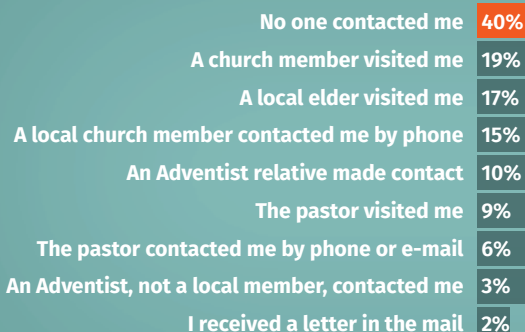 No one contacted me 40%
A church member visited me 19%
A local elder visited me 17%
A local church member contacted me by phone 15%
An Adventist relative made contact 10%
The pastor visited me 9%
The pastor contacted me by phone or e-mail 6%
An Adventist, not a local member, contacted me 3%
I received a letter in the mail 2%